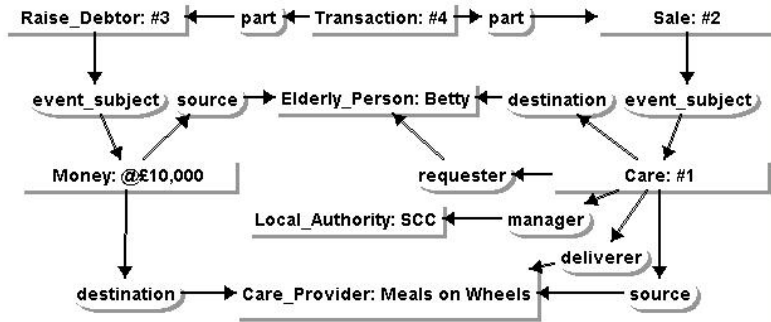 Raise_Debtor: #3 part Transaction: #4 part Sale: #2
event_subject source Elderly_Person: Betty destination event_subject
Money: @£10,000 requester Care: #1
Local_Authority: SCC manager
deliverer
destination Care_Provider: Meals on Wheels source